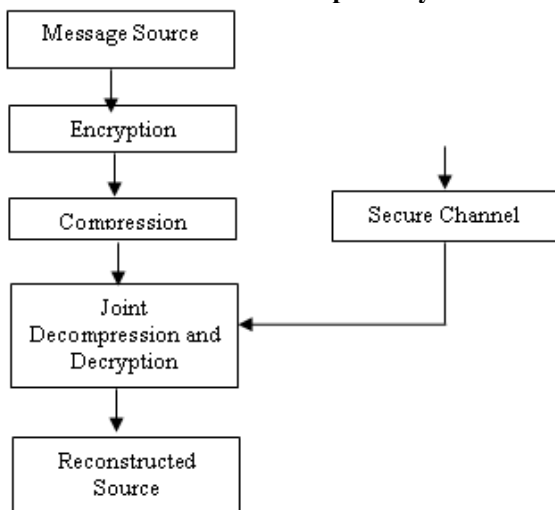 Message Source
Encryption
Compression
Secure Channel
Joint
Decompression and
Decryption
Reconstructed
Source